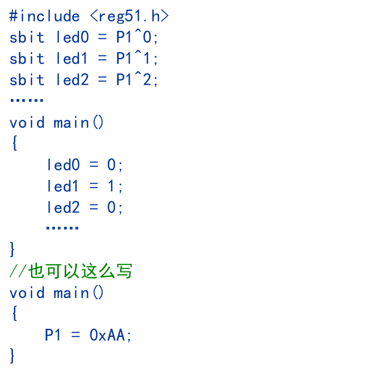 #include <reg51.h>
sbit led0 = P1^0;
sbit led1 = P1^1;
sbit led2 = P1^2;
……
void main()
{
    led0 = 0;
    led1 = 1;
    led2 = 0;
    ……
}
//也可以这么写
void main()
{
    P1 = 0xAA;
}